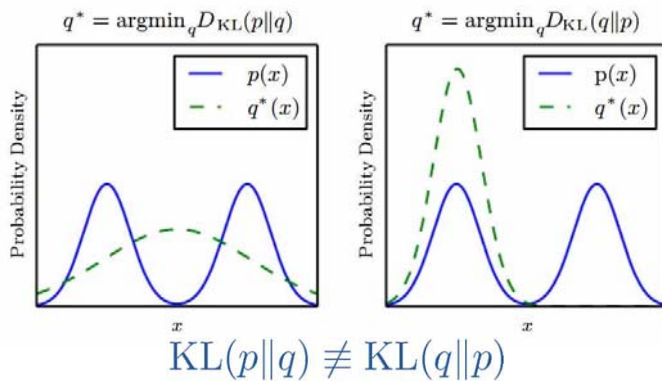 q* = argmin_q D_KL(p‖q)
Probability Density
p(x)
q*(x)
x
q* = argmin_q D_KL(q‖p)
Probability Density
p(x)
q*(x)
x
KL(p‖q) ≢ KL(q‖p)